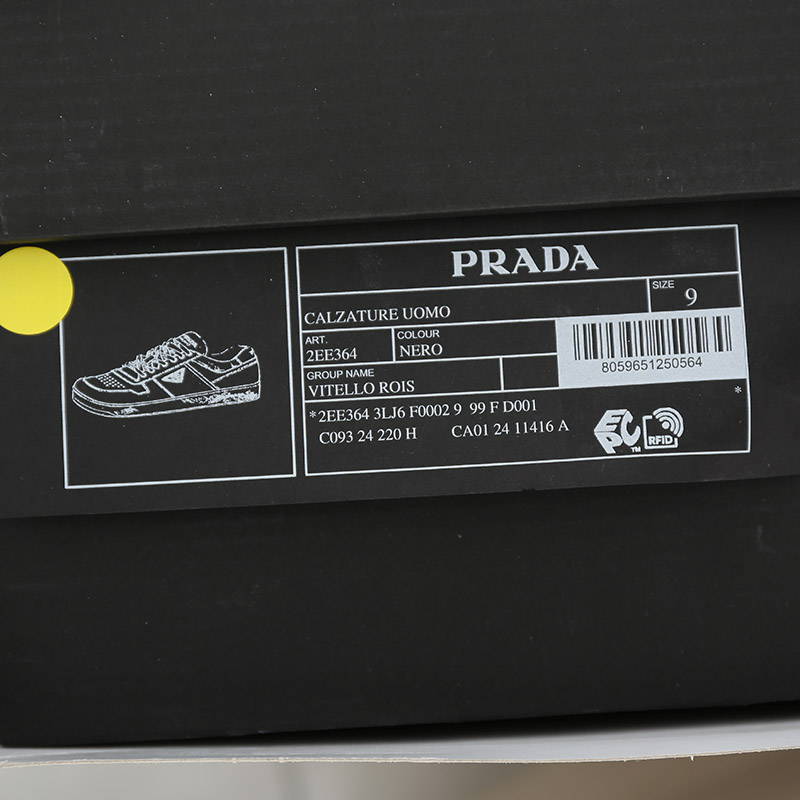 PRADA
SIZE
9
CALZATURE UOMO
ART.
2EE364
COLOUR
NERO
8059651250564
GROUP NAME
VITELLO ROIS
*2EE364 3LJ6 F0002 9 99 F D001 *
C093 24 220 H CA01 24 11416 A
EPC TM
RFID